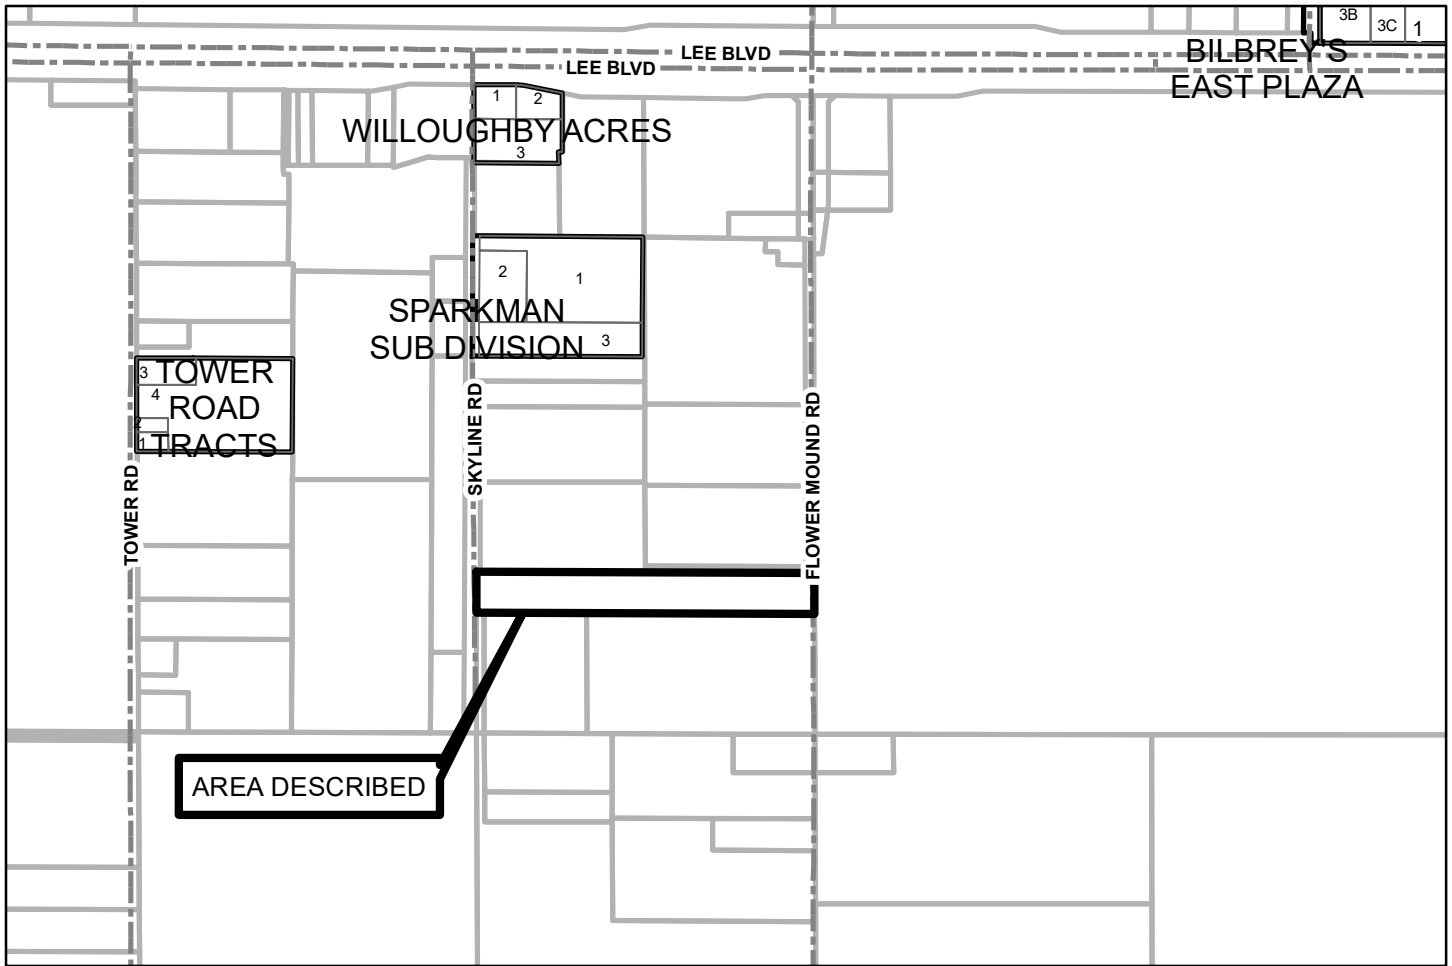 3B
3C
1
LEE BLVD
LEE BLVD
BILBREY'S
EAST PLAZA
1
2
WILLOUGHBY ACRES
3
2
1
SPARKMAN
SUB DIVISION
3
3
TOWER
4
ROAD
2
1
TRACTS
TOWER RD
SKYLINE RD
FLOWER MOUND RD
AREA DESCRIBED